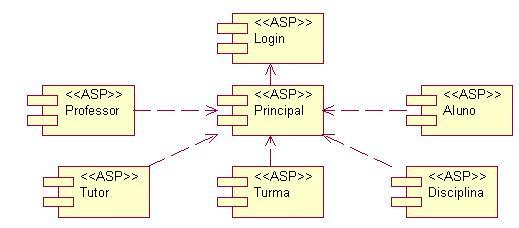 <<ASP>>
Login
<<ASP>>
Professor
<<ASP>>
Principal
<<ASP>>
Aluno
<<ASP>>
Tutor
<<ASP>>
Turma
<<ASP>>
Disciplina